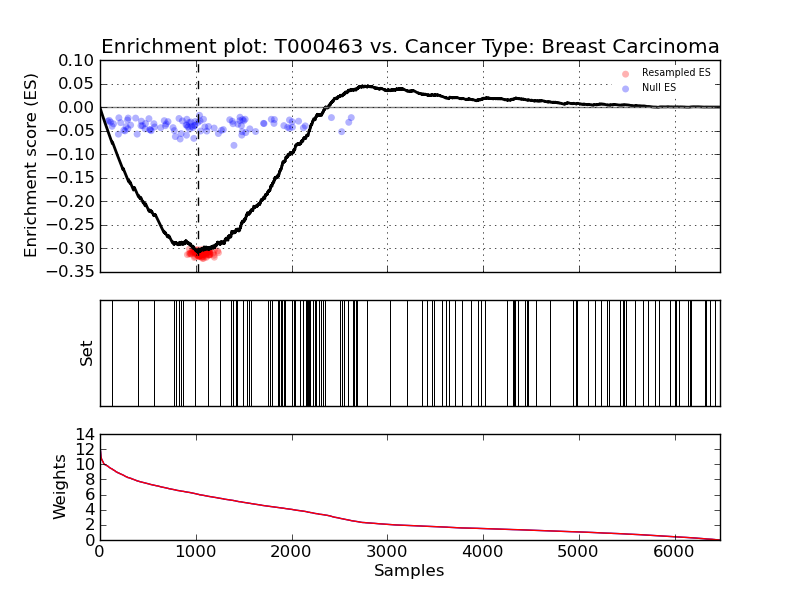 Enrichment plot: T000463 vs. Cancer Type: Breast Carcinoma
0.10
0.05
0.00
−0.05
−0.10
−0.15
−0.20
−0.25
−0.30
−0.35
Enrichment score (ES)
Resampled ES
Null ES
Set
14
12
10
8
6
4
2
0
Weights
0 1000 2000 3000 4000 5000 6000
Samples